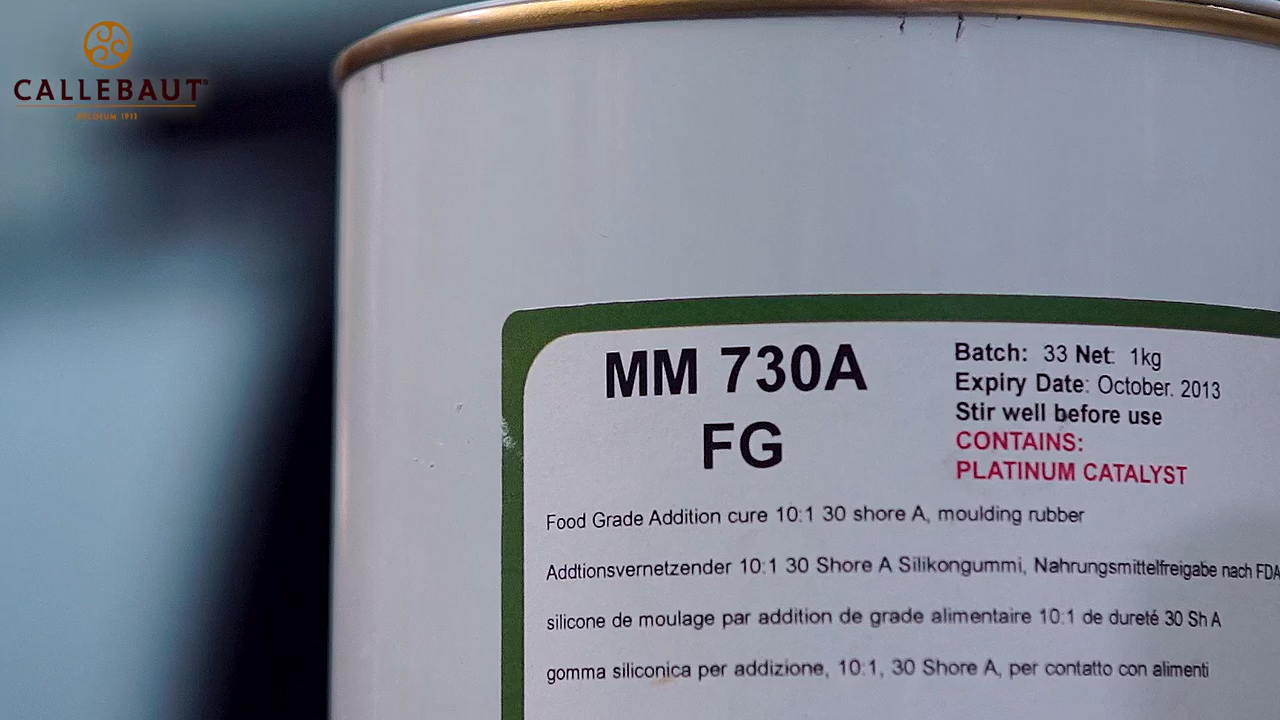 CALLEBAUT
BELGIUM 1911
MM 730A
FG
Batch: 33 Net: 1kg
Expiry Date: October. 2013
Stir well before use
CONTAINS:
PLATINUM CATALYST
Food Grade Addition cure 10:1 30 shore A, moulding rubber
Addtionsvernetzender 10:1 30 Shore A Silikongummi, Nahrungsmittelfreigabe nach FDA
silicone de moulage par addition de grade alimentaire 10:1 de dureté 30 Sh A
gomma siliconica per addizione, 10:1, 30 Shore A, per contatto con alimenti